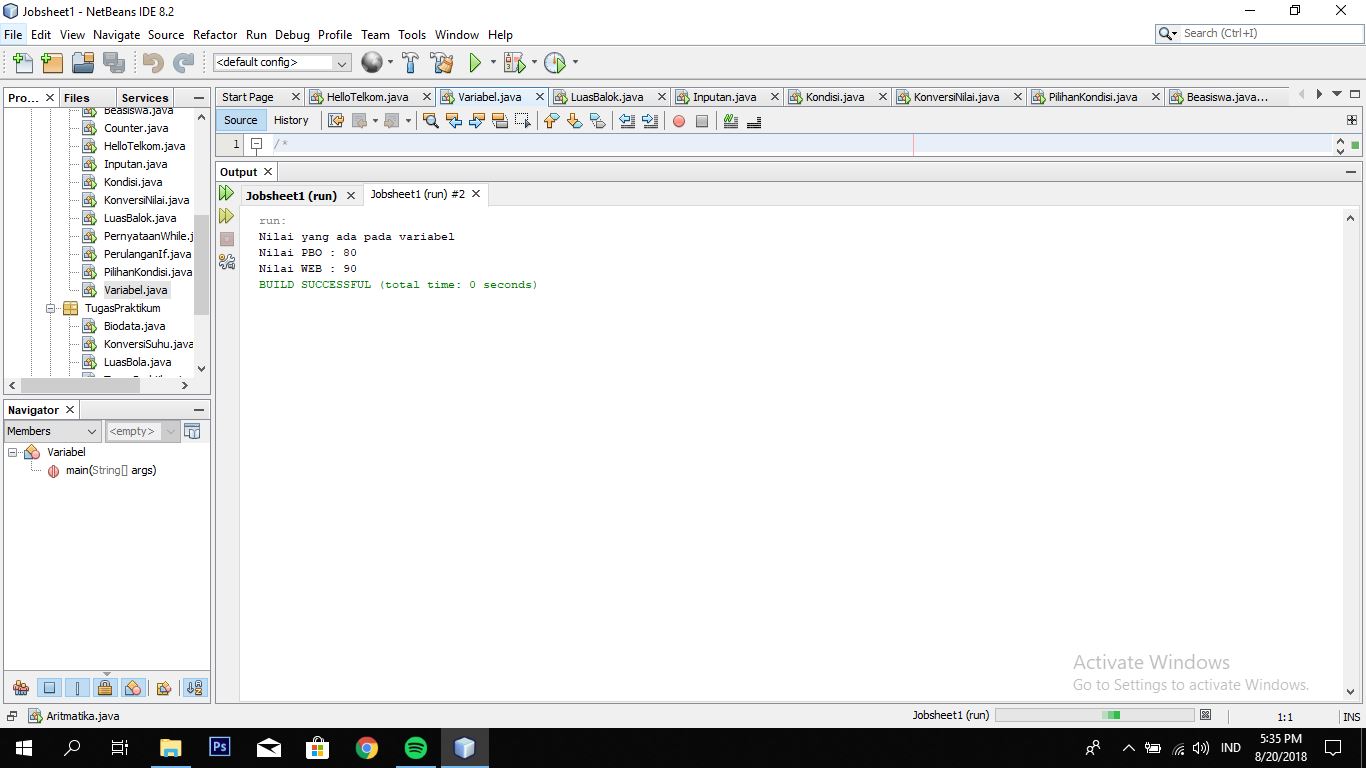 Jobsheet1 - NetBeans IDE 8.2
File Edit View Navigate Source Refactor Run Debug Profile Team Tools Window Help
Search (Ctrl+I)
<default config>
Pro... Files Services
Start Page HelloTelkom.java Variabel.java LuasBalok.java Inputan.java Kondisi.java KonversiNilai.java PilihanKondisi.java Beasiswa.java...
Source History
1 /*
Beasiswa.java
Counter.java
HelloTelkom.java
Inputan.java
Kondisi.java
KonversiNilai.java
LuasBalok.java
PernyataanWhile.j
PerulanganIf.java
PilihanKondisi.java
Variabel.java
TugasPraktikum
Biodata.java
KonversiSuhu.java
LuasBola.java
Output
Jobsheet1 (run) Jobsheet1 (run) #2
run:
Nilai yang ada pada variabel
Nilai PBO : 80
Nilai WEB : 90
BUILD SUCCESSFUL (total time: 0 seconds)
Navigator
Members <empty>
Variabel
main(String[] args)
Activate Windows
Go to Settings to activate Windows.
Aritmatika.java Jobsheet1 (run) 1:1 INS
Ps
IND
5:35 PM
8/20/2018